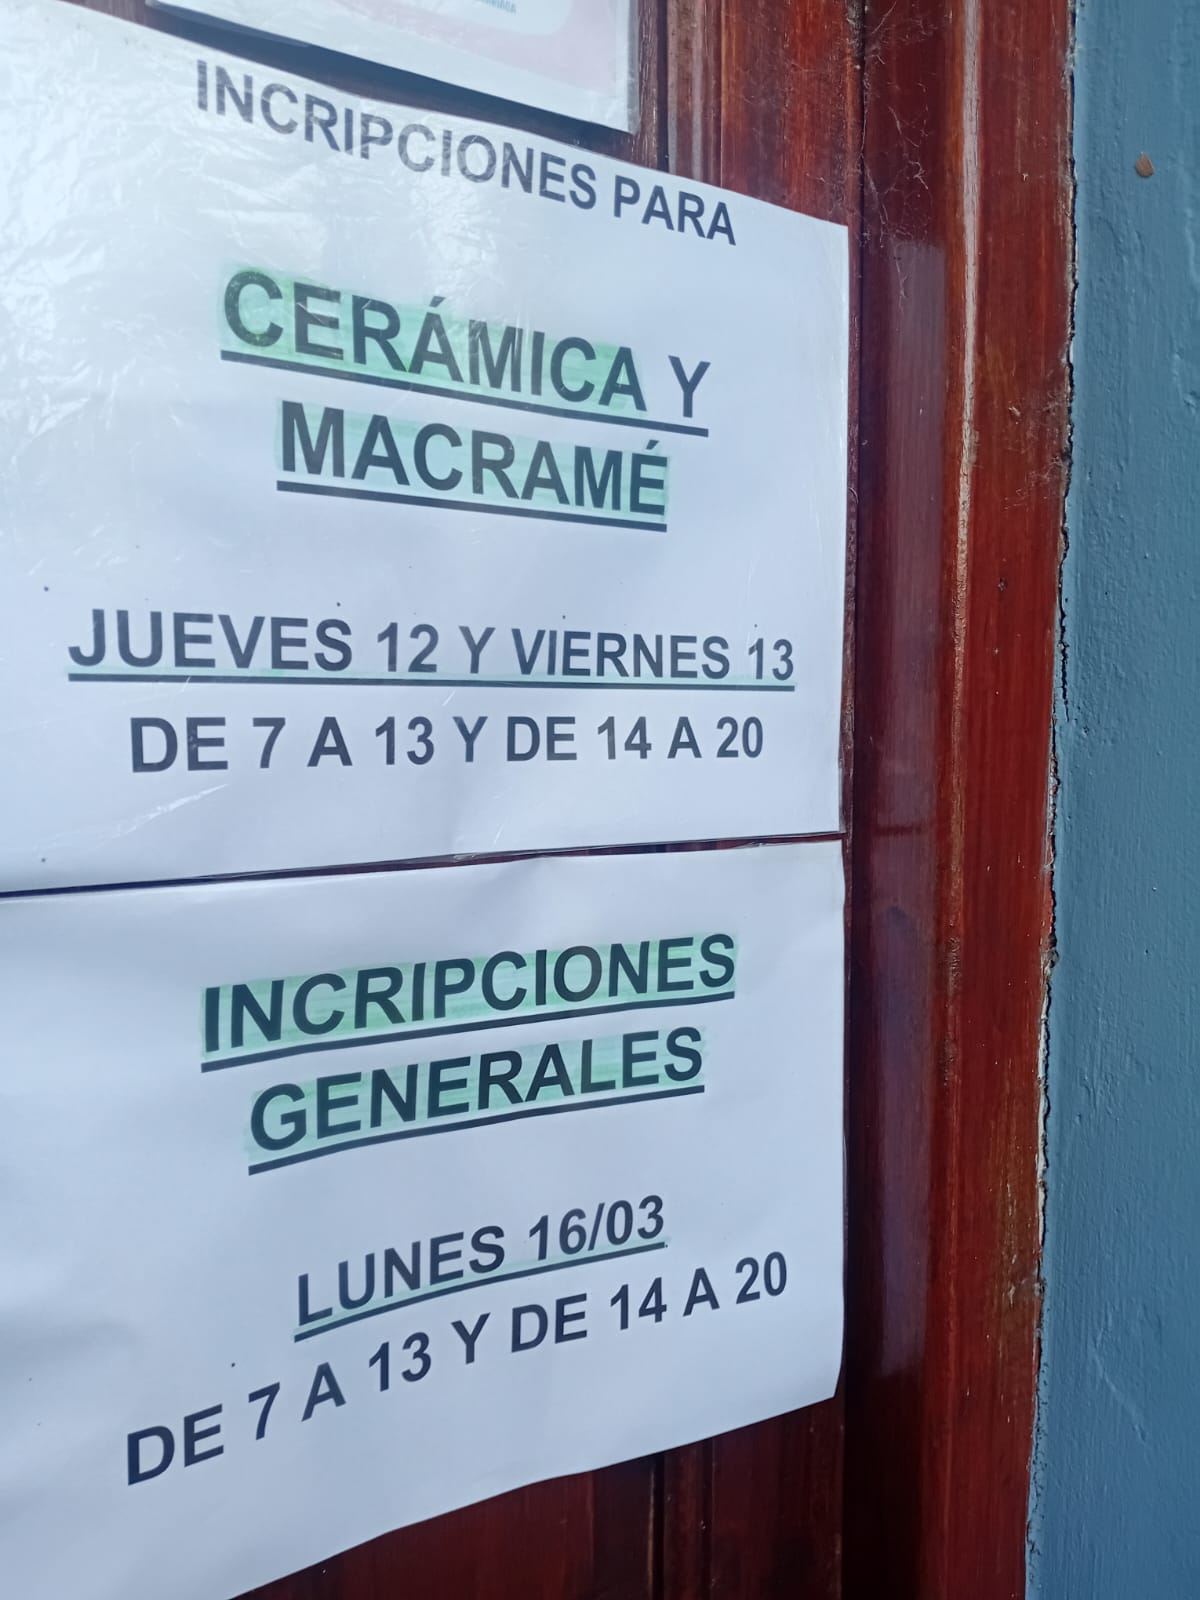 INCRIPCIONES PARA
CERÁMICA Y
MACRAMÉ
JUEVES 12 Y VIERNES 13
DE 7 A 13 Y DE 14 A 20
INCRIPCIONES
GENERALES
LUNES 16/03
DE 7 A 13 Y DE 14 A 20